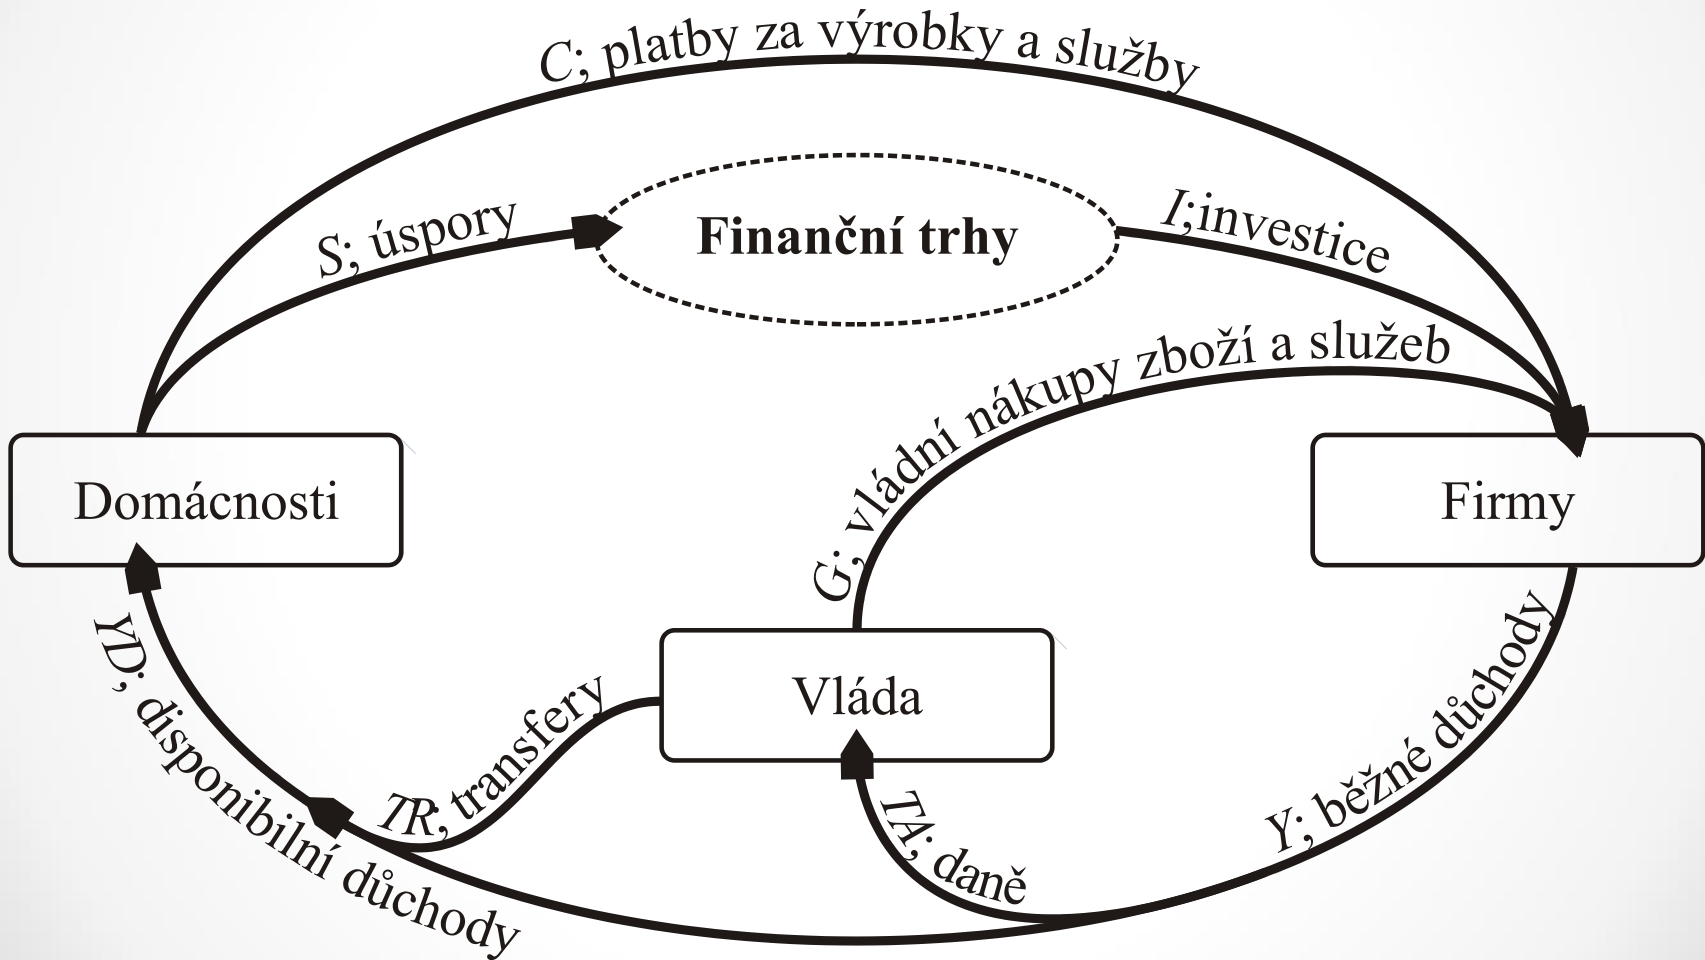 C; platby za výrobky a služby
S; úspory
Finanční trhy
I;investice
G; vládní nákupy zboží a služeb
Domácnosti
Firmy
Vláda
YD; disponibilní důchody
TR; transfery
TA; daně
Y; běžné důchody